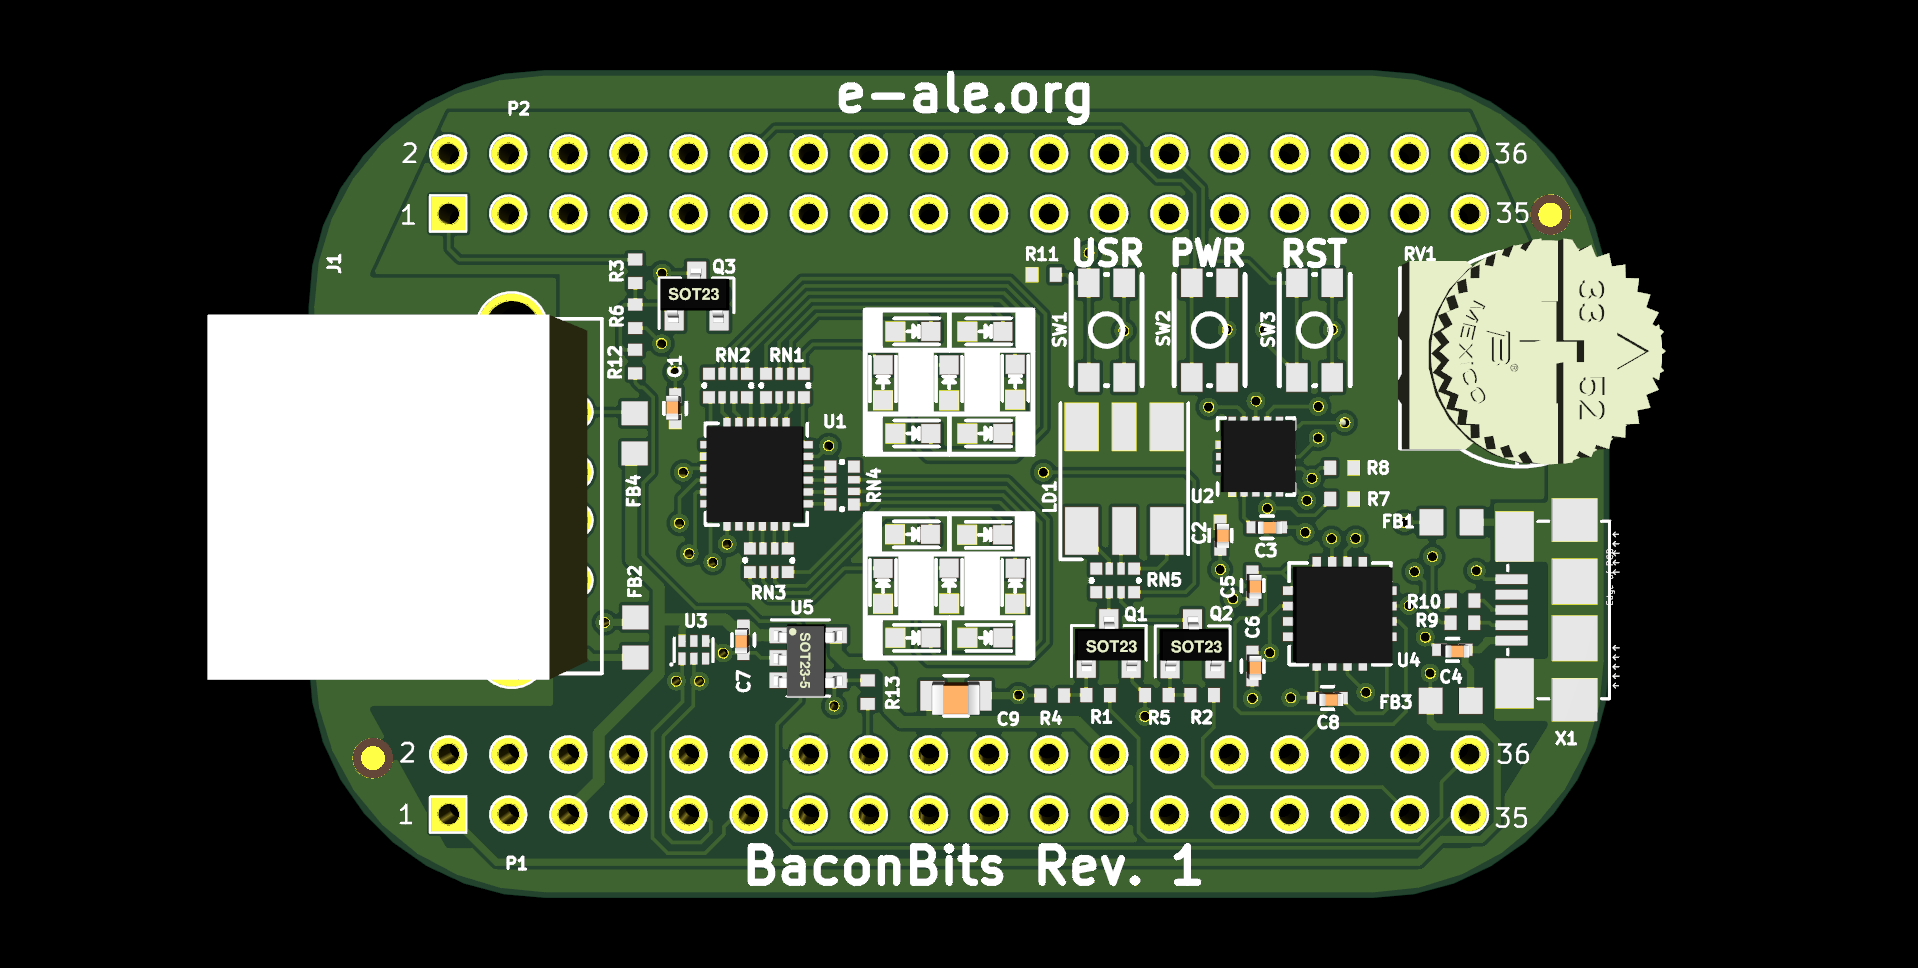 e-ale.org
P2
2
36
1
35
J1
R3
Q3
SOT23
R6
R12
C1
RN2
RN1
R11
USR
PWR
RST
RV1
SW1
SW2
SW3
MEXICO
33
52
U1
RN4
FB4
LD1
U2
R8
R7
C2
C3
FB1
FB2
RN3
U5
U3
C7
SOT23-5
R13
RN5
Q1
SOT23
Q2
SOT23
C5
C6
R10
R9
U4
C4
C9
R4
R1
R5
R2
C8
FB3
X1
2
36
1
35
P1
BaconBits Rev. 1